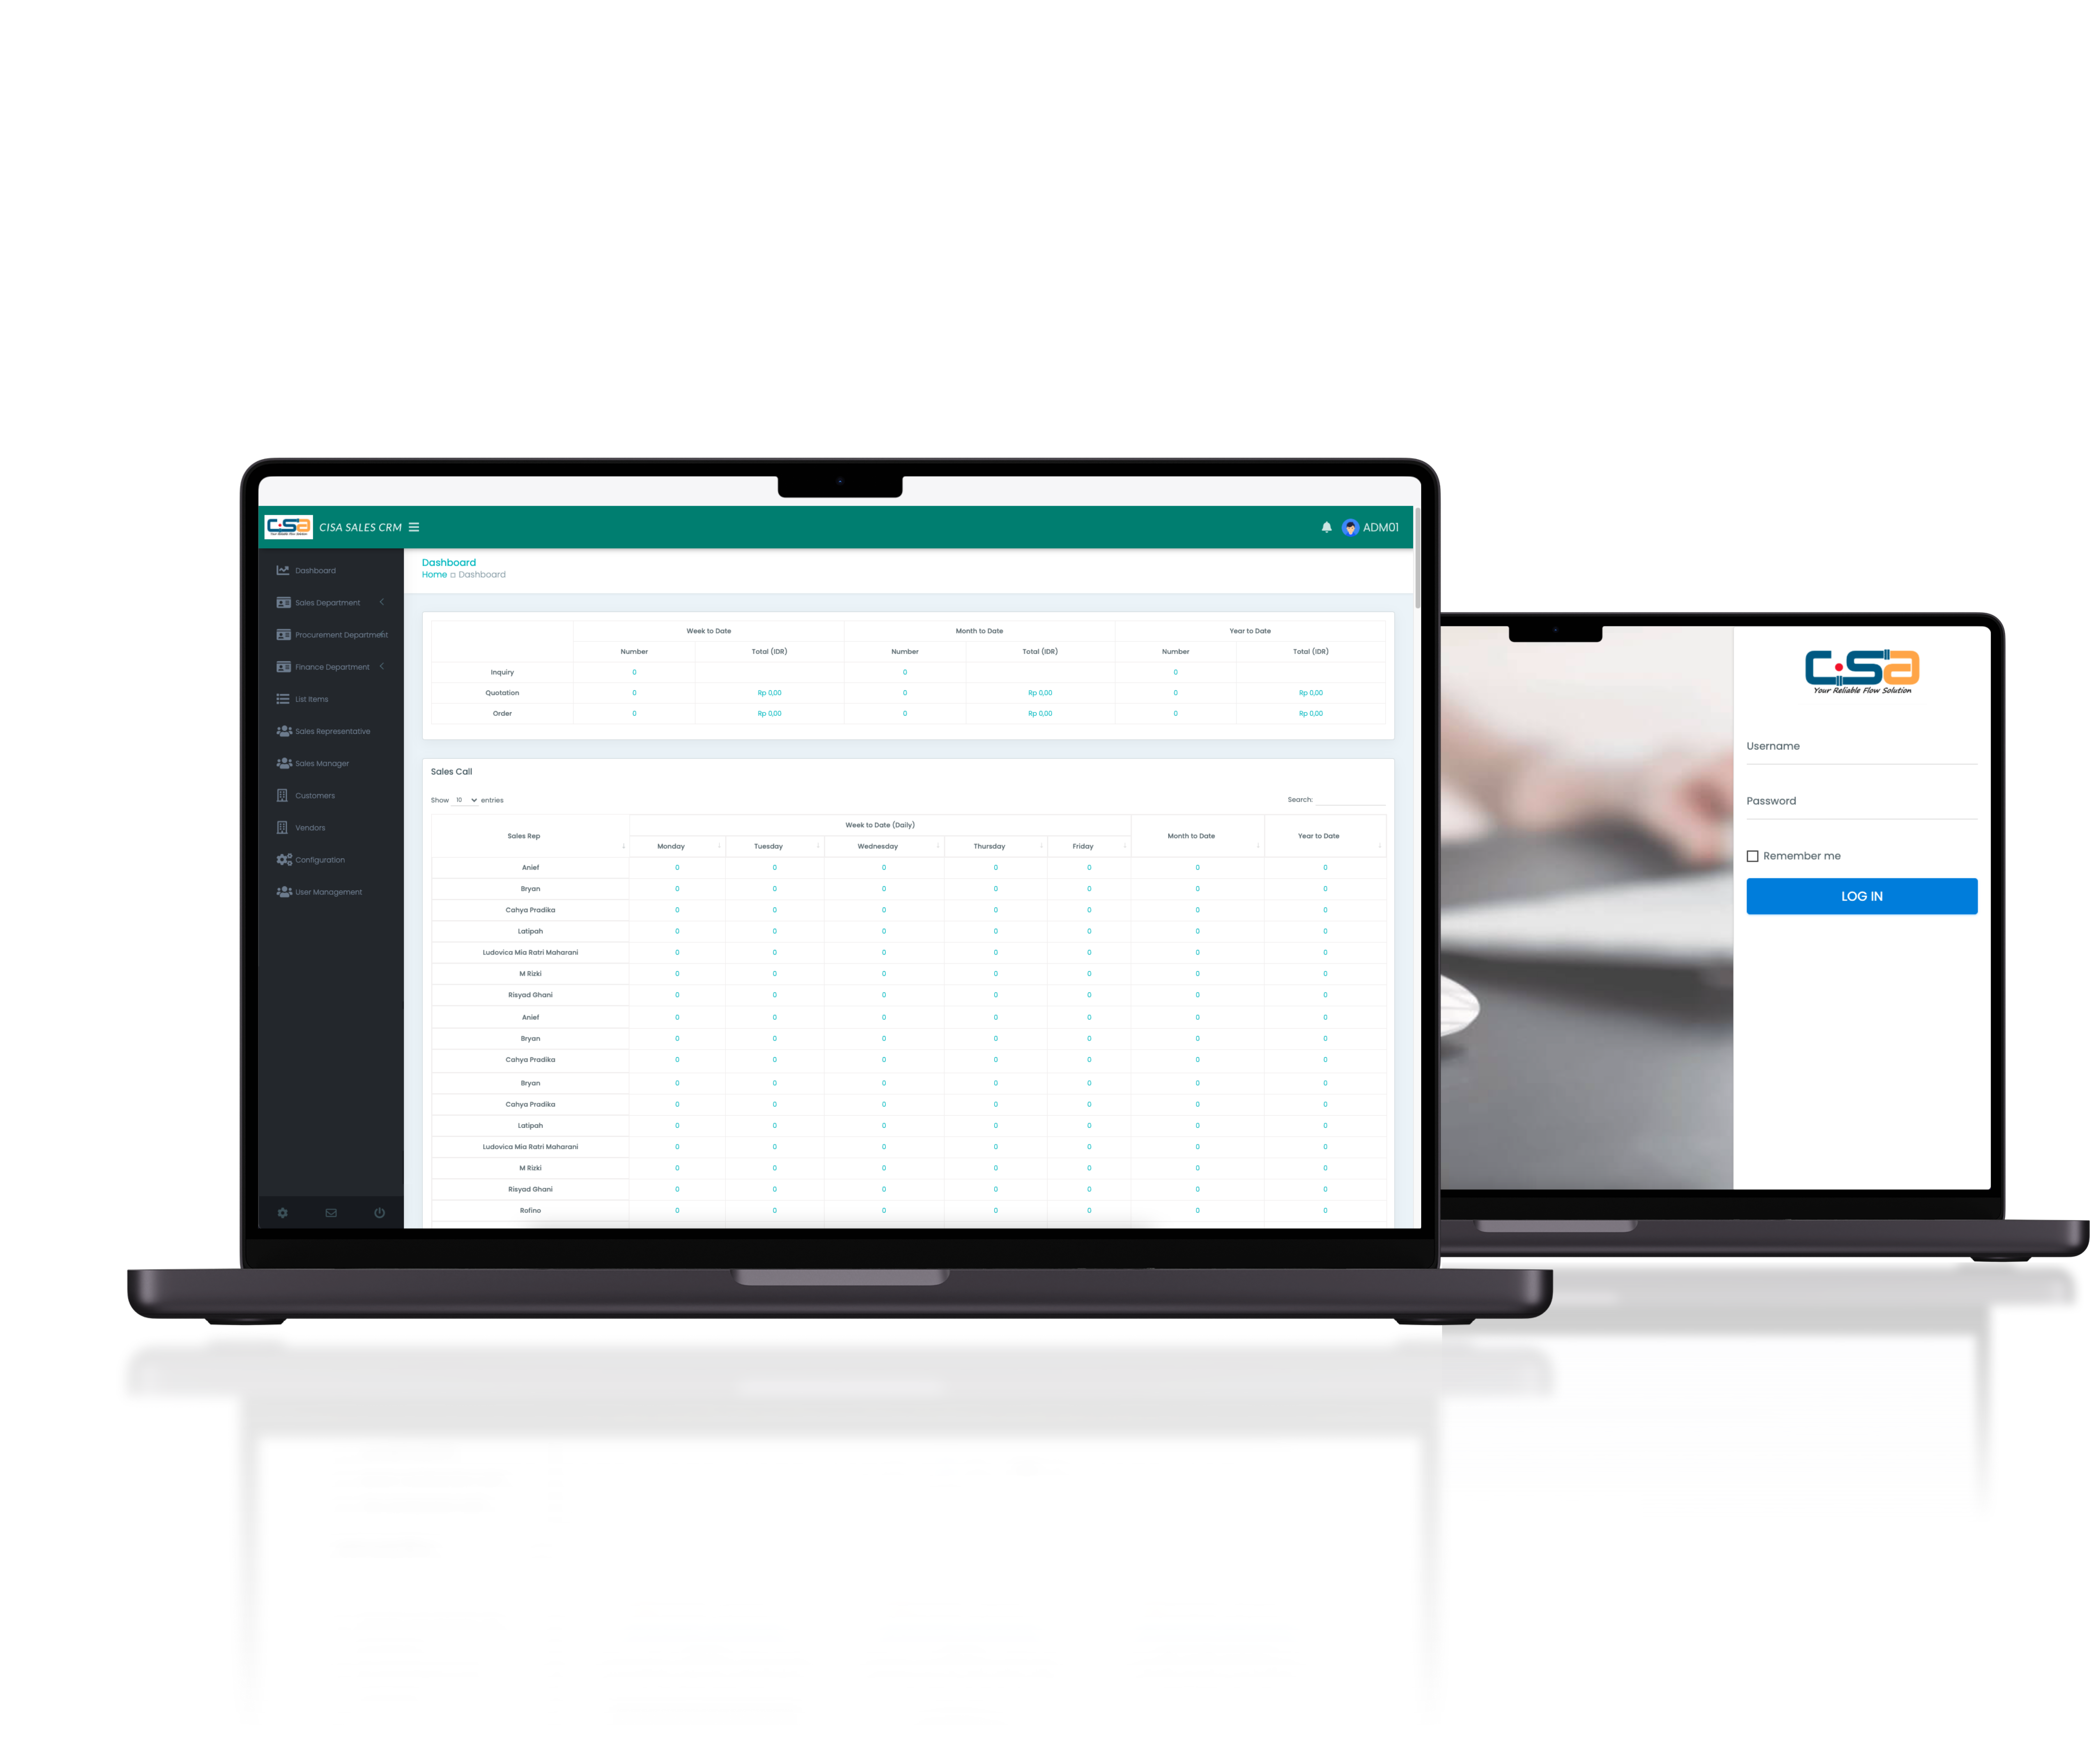 CiSa
Your Reliable Flow Solution
CISA SALES CRM
ADM01
Dashboard
Sales Department
Procurement Department
Finance Department
List Items
Sales Representative
Sales Manager
Customers
Vendors
Configuration
User Management
Dashboard
Home Dashboard
Week to Date Month to Date Year to Date
Number Total (IDR) Number Total (IDR) Number Total (IDR)
Inquiry 0 0 0
Quotation 0 Rp 0,00 0 Rp 0,00 0 Rp 0,00
Order 0 Rp 0,00 0 Rp 0,00 0 Rp 0,00
Sales Call
Show 10 entries Search:
Sales Rep Week to Date (Daily) Month to Date Year to Date
Monday Tuesday Wednesday Thursday Friday
Anief 0 0 0 0 0 0 0
Bryan 0 0 0 0 0 0 0
Cahya Pradika 0 0 0 0 0 0 0
Latipah 0 0 0 0 0 0 0
Ludovica Mia Ratri Maharani 0 0 0 0 0 0 0
M Rizki 0 0 0 0 0 0 0
Risyad Ghani 0 0 0 0 0 0 0
Anief 0 0 0 0 0 0 0
Bryan 0 0 0 0 0 0 0
Cahya Pradika 0 0 0 0 0 0 0
Bryan 0 0 0 0 0 0 0
Cahya Pradika 0 0 0 0 0 0 0
Latipah 0 0 0 0 0 0 0
Ludovica Mia Ratri Maharani 0 0 0 0 0 0 0
M Rizki 0 0 0 0 0 0 0
Risyad Ghani 0 0 0 0 0 0 0
Rofino 0 0 0 0 0 0 0
CiSa
Your Reliable Flow Solution
Username
Password
Remember me
LOG IN